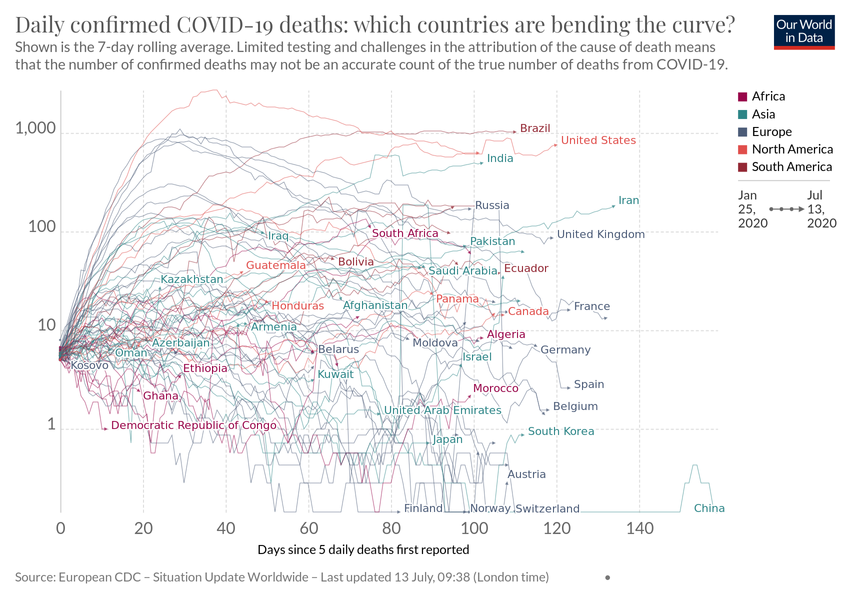 Daily confirmed COVID-19 deaths: which countries are bending the curve?
Shown is the 7-day rolling average. Limited testing and challenges in the attribution of the cause of death means
that the number of confirmed deaths may not be an accurate count of the true number of deaths from COVID-19.
Our World
in Data
Africa
Asia
Europe
North America
South America
Jan
25,
2020
Jul
13,
2020
1,000
100
10
1
Brazil
United States
India
Iran
Russia
South Africa
Iraq
Pakistan
United Kingdom
Guatemala
Bolivia
Saudi Arabia
Ecuador
Kazakhstan
Honduras
Afghanistan
Panama
Canada
France
Armenia
Algeria
Azerbaijan
Oman
Belarus
Moldova
Israel
Germany
Kosovo
Ethiopia
Kuwait
Morocco
Spain
Ghana
United Arab Emirates
Belgium
Democratic Republic of Congo
Japan
South Korea
Austria
Finland
Norway
Switzerland
China
0
20
40
60
80
100
120
140
Days since 5 daily deaths first reported
Source: European CDC – Situation Update Worldwide – Last updated 13 July, 09:38 (London time)